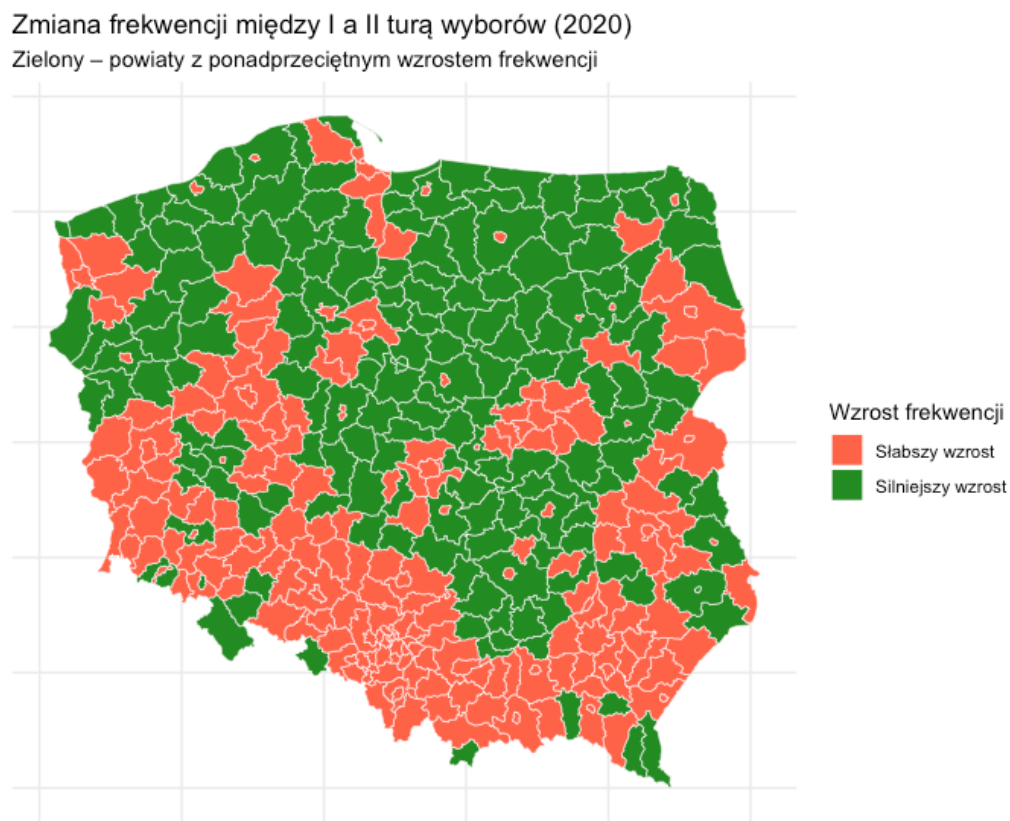 Zmiana frekwencji między I a II turą wyborów (2020)
Zielony – powiaty z ponadprzeciętnym wzrostem frekwencji
Wzrost frekwencji
Słabszy wzrost
Silniejszy wzrost